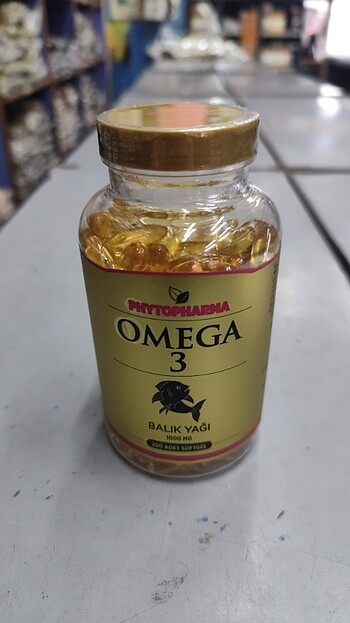 PHYTOPHARMA
OMEGA
3
BALIK YAĞI
1000 MG
200 ADET SOFTGEL